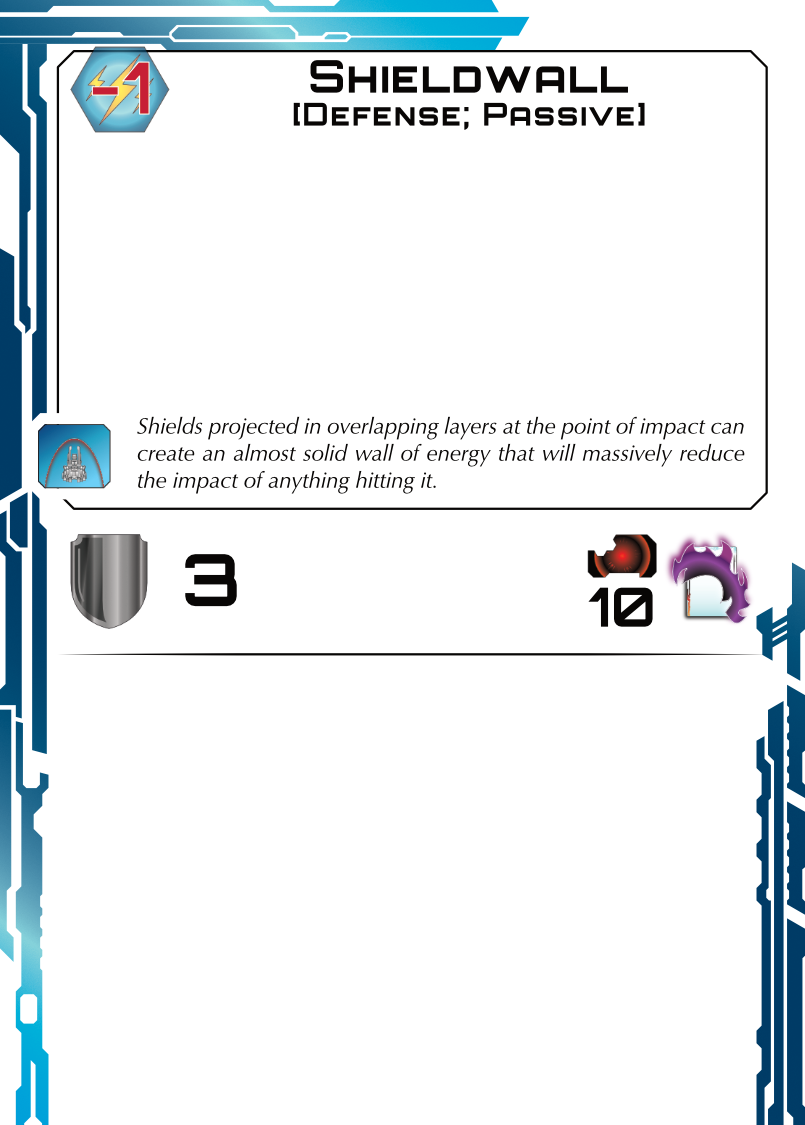 -1
Shieldwall
[Defense; Passive]
Shields projected in overlapping layers at the point of impact can
create an almost solid wall of energy that will massively reduce
the impact of anything hitting it.
3
10